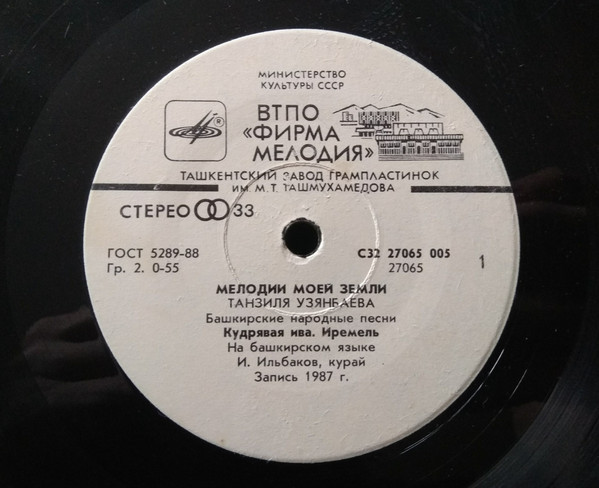 МИНИСТЕРСТВО
КУЛЬТУРЫ СССР
ВТПО
«ФИРМА
МЕЛОДИЯ»
ТАШКЕНТСКИЙ ЗАВОД ГРАМПЛАСТИНОК
ИМ. М. Т. ТАШМУХАМЕДОВА
СТЕРЕО 33
ГОСТ 5289-88
Гр. 2. 0-55
С32 27065 005
27065
1
МЕЛОДИИ МОЕЙ ЗЕМЛИ
ТАНЗИЛЯ УЗЯНБАЕВА
Башкирские народные песни
Кудрявая ива. Иремель
На башкирском языке
И. Ильбаков, курай
Запись 1987 г.